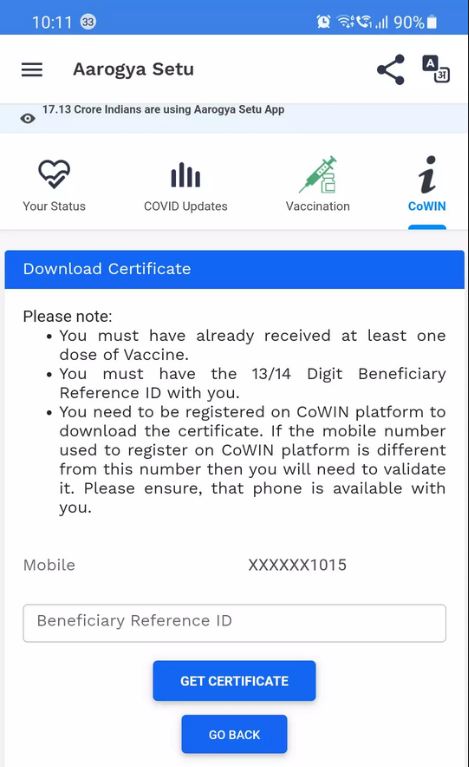 10:11 33 90%
Aarogya Setu A अ
17.13 Crore Indians are using Aarogya Setu App
Your Status COVID Updates Vaccination CoWIN
Download Certificate
Please note:
• You must have already received at least one
dose of Vaccine.
• You must have the 13/14 Digit Beneficiary
Reference ID with you.
• You need to be registered on CoWIN platform to
download the certificate. If the mobile number
used to register on CoWIN platform is different
from this number then you will need to validate
it. Please ensure, that phone is available with
you.
Mobile XXXXXX1015
Beneficiary Reference ID
GET CERTIFICATE
GO BACK